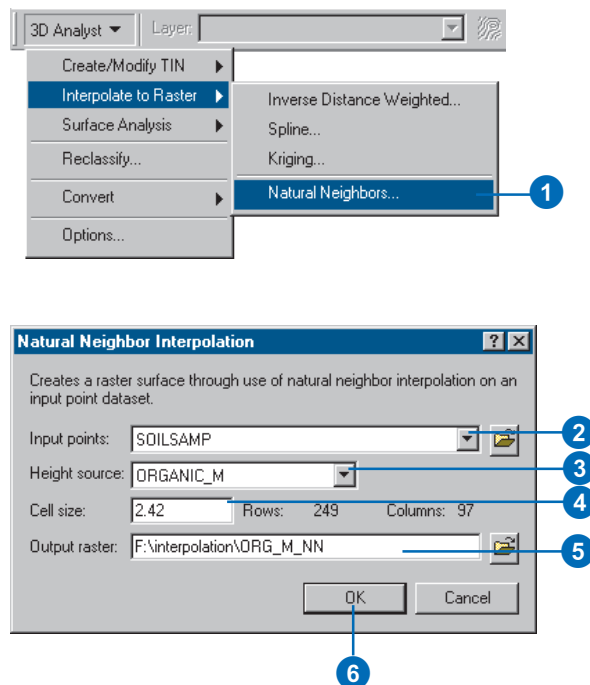 3D Analyst Layer:
Create/Modify TIN
Interpolate to Raster
Surface Analysis
Reclassify...
Convert
Options...
Inverse Distance Weighted...
Spline...
Kriging...
Natural Neighbors...
1
Natural Neighbor Interpolation
Creates a raster surface through use of natural neighbor interpolation on an
input point dataset.
Input points: SOILSAMP
2
Height source: ORGANIC_M
3
Cell size: 2.42 Rows: 249 Columns: 97
4
Output raster: F:\interpolation\ORG_M_NN
5
OK Cancel
6